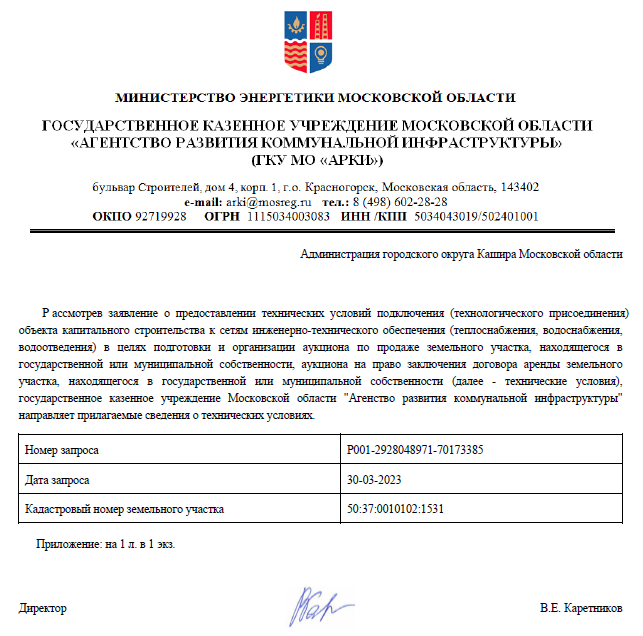 МИНИСТЕРСТВО ЭНЕРГЕТИКИ МОСКОВСКОЙ ОБЛАСТИ
ГОСУДАРСТВЕННОЕ КАЗЕННОЕ УЧРЕЖДЕНИЕ МОСКОВСКОЙ ОБЛАСТИ
«АГЕНТСТВО РАЗВИТИЯ КОММУНАЛЬНОЙ ИНФРАСТРУКТУРЫ»
(ГКУ МО «АРКИ»)
бульвар Строителей, дом 4, корп. 1, г.о. Красногорск, Московская область, 143402
e-mail: arki@mosreg.ru тел.: 8 (498) 602-28-28
ОКПО 92719928 ОГРН 1115034003083 ИНН /КПП 5034043019/502401001
Администрация городского округа Кашира Московской области
Рассмотрев заявление о предоставлении технических условий подключения (технологического присоединения)
объекта капитального строительства к сетям инженерно-технического обеспечения (теплоснабжения, водоснабжения,
водоотведения) в целях подготовки и организации аукциона по продаже земельного участка, находящегося в
государственной или муниципальной собственности, аукциона на право заключения договора аренды земельного
участка, находящегося в государственной или муниципальной собственности (далее - технические условия),
государственное казенное учреждение Московской области "Агенство развития коммунальной инфраструктуры"
направляет прилагаемые сведения о технических условиях.
Номер запроса P001-2928048971-70173385
Дата запроса 30-03-2023
Кадастровый номер земельного участка 50:37:0010102:1531
Приложение: на 1 л. в 1 экз.
Директор В.Е. Каретников